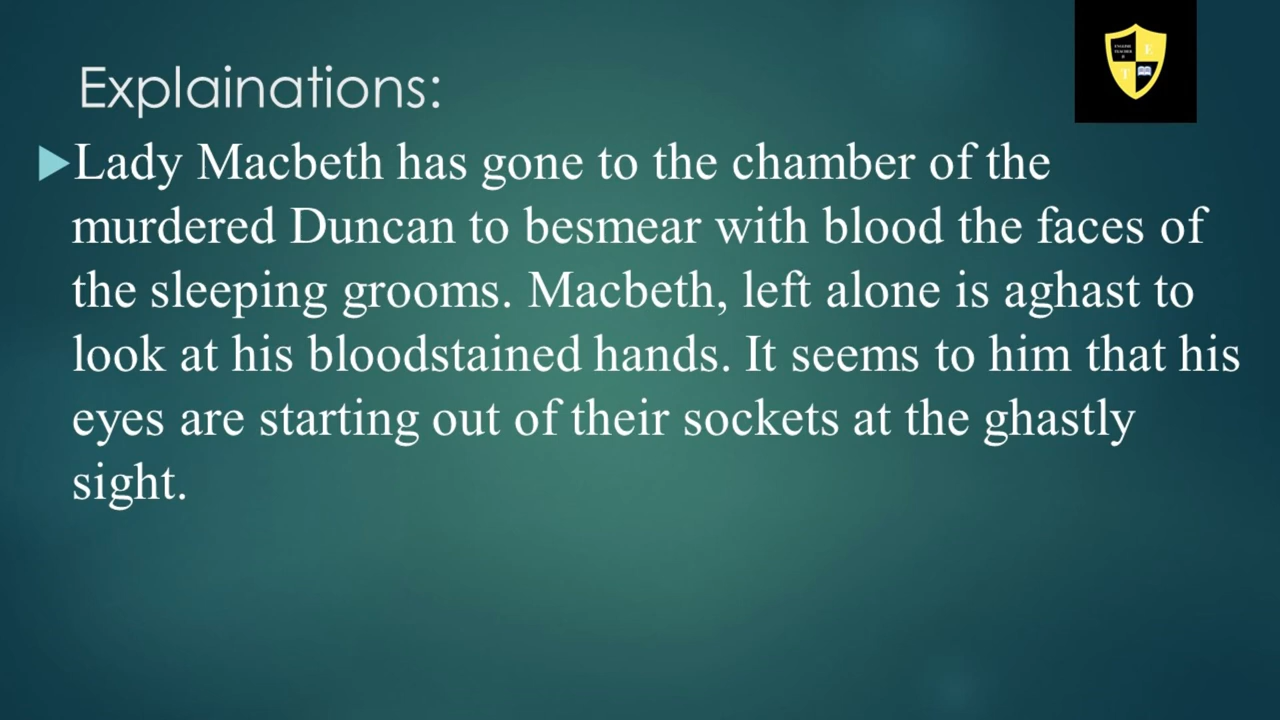 Explainations:
Lady Macbeth has gone to the chamber of the
murdered Duncan to besmear with blood the faces of
the sleeping grooms. Macbeth, left alone is aghast to
look at his bloodstained hands. It seems to him that his
eyes are starting out of their sockets at the ghastly
sight.
E
T